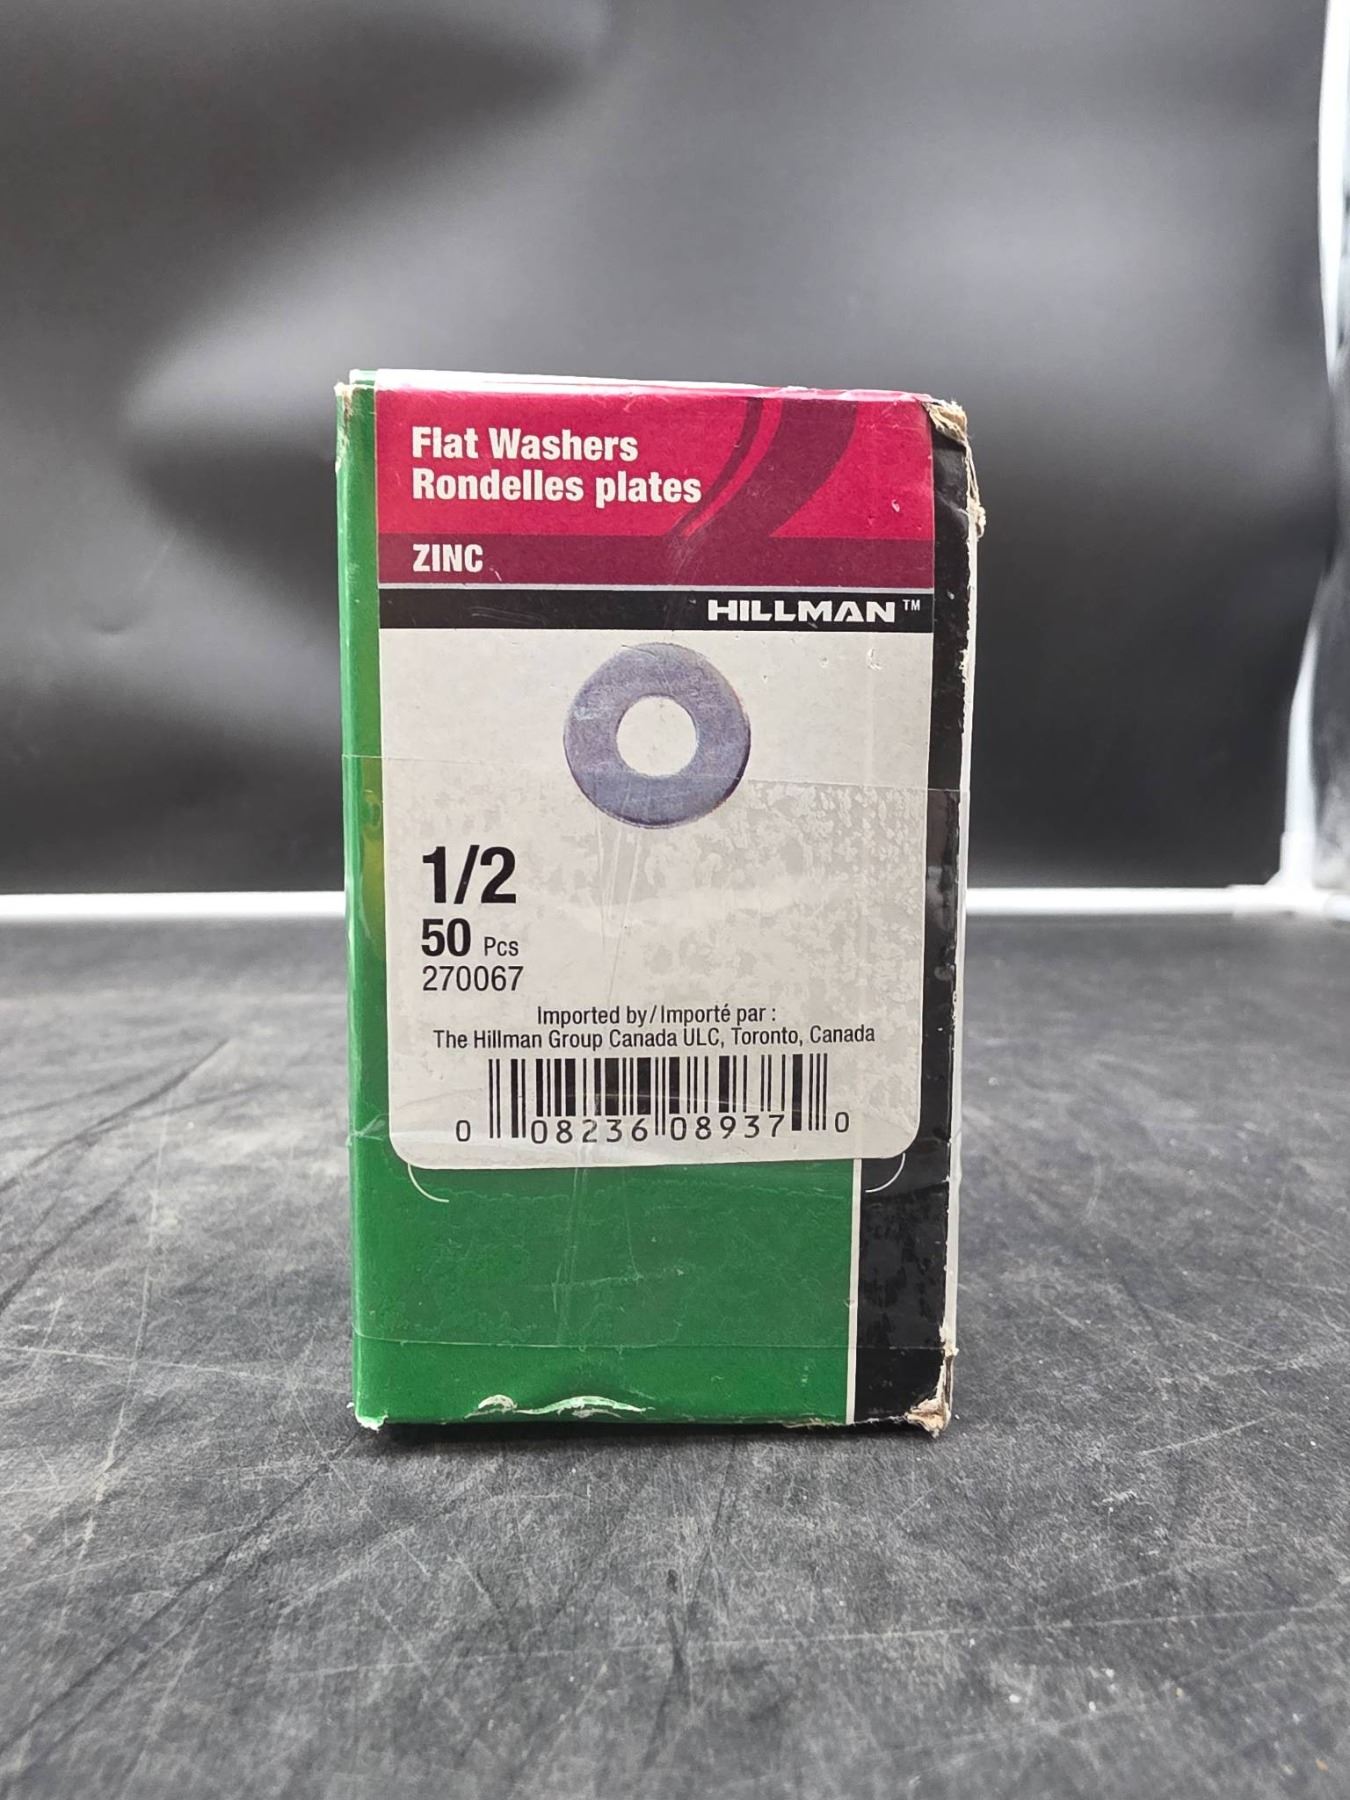 Flat Washers
Rondelles plates
ZINC
HILLMAN™
1/2
50 Pcs
270067
Imported by/Importé par :
The Hillman Group Canada ULC, Toronto, Canada
0 08236 08937 0